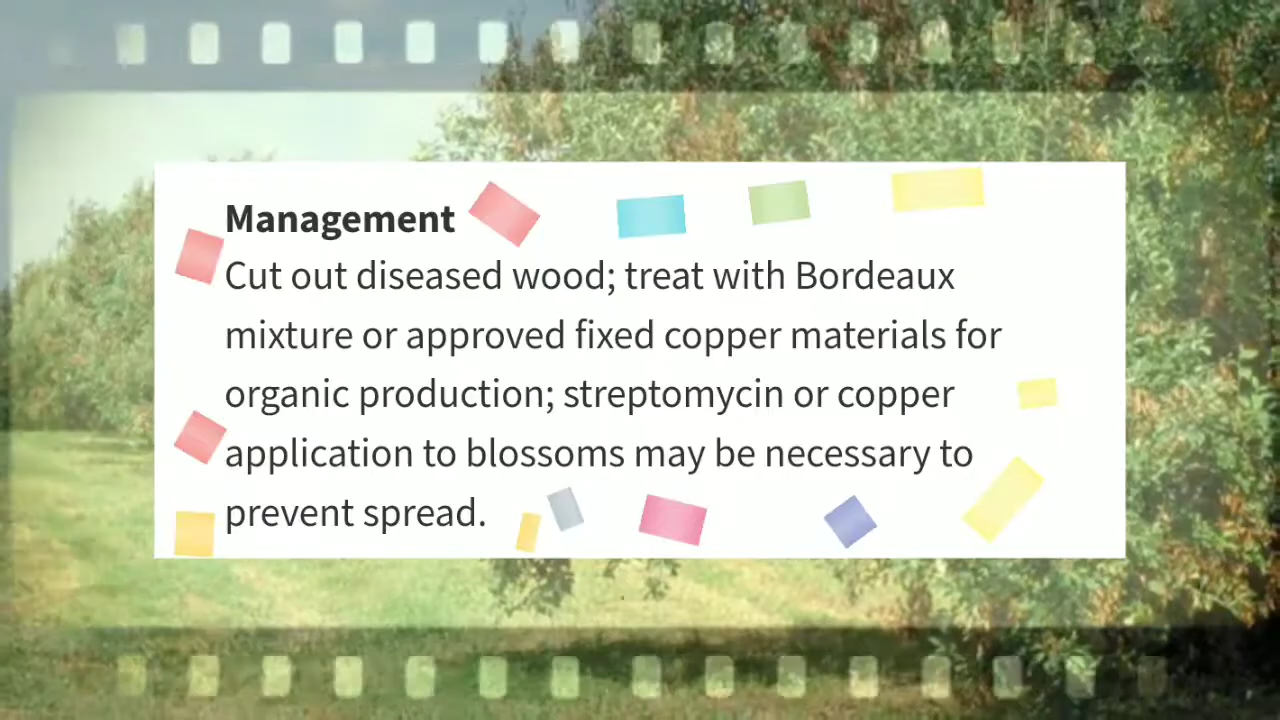 Management
Cut out diseased wood; treat with Bordeaux
mixture or approved fixed copper materials for
organic production; streptomycin or copper
application to blossoms may be necessary to
prevent spread.